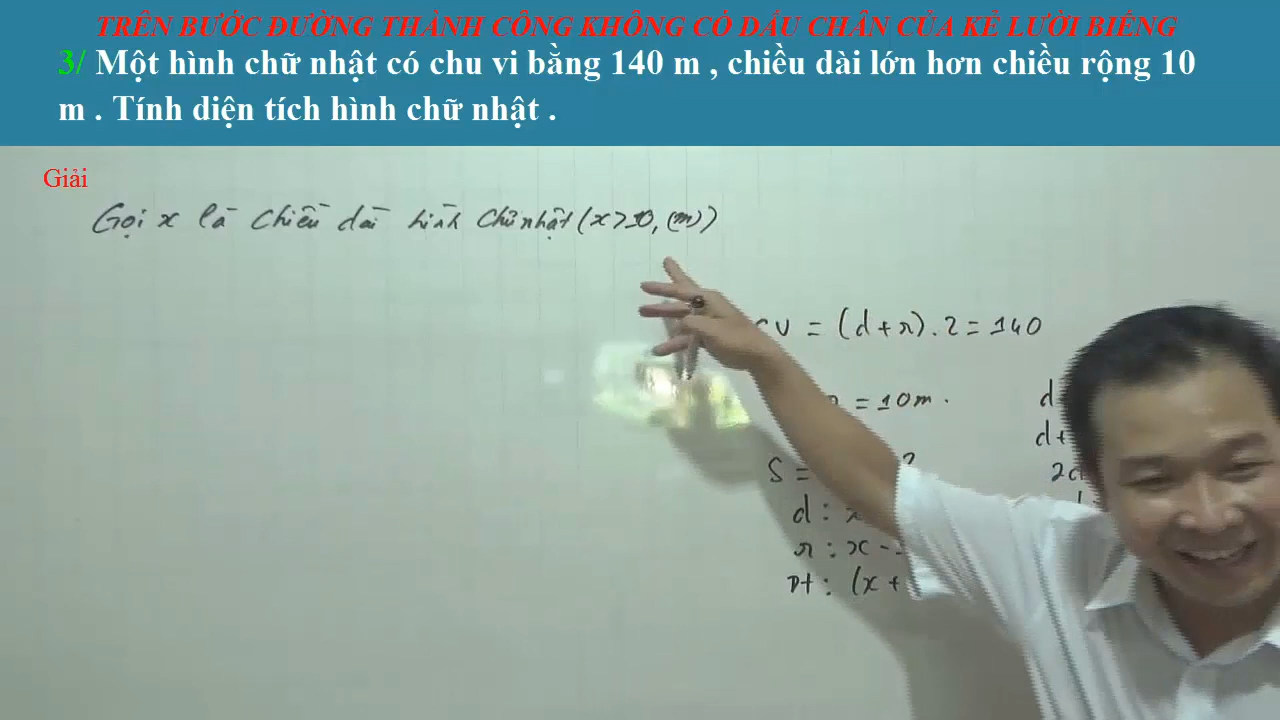 TRÊN BƯỚC ĐƯỜNG THÀNH CÔNG KHÔNG CÓ DẤU CHÂN CỦA KẺ LƯỜI BIẾNG
3/ Một hình chữ nhật có chu vi bằng 140 m , chiều dài lớn hơn chiều rộng 10
m . Tính diện tích hình chữ nhật .
Giải
Gọi x là chiều dài hình chữ nhật (x > 10, (m))
CV = (d + r) . 2 = 140
= 10m .
d
d +
S = ?
2d
d : x
r : x -
pt : (x +